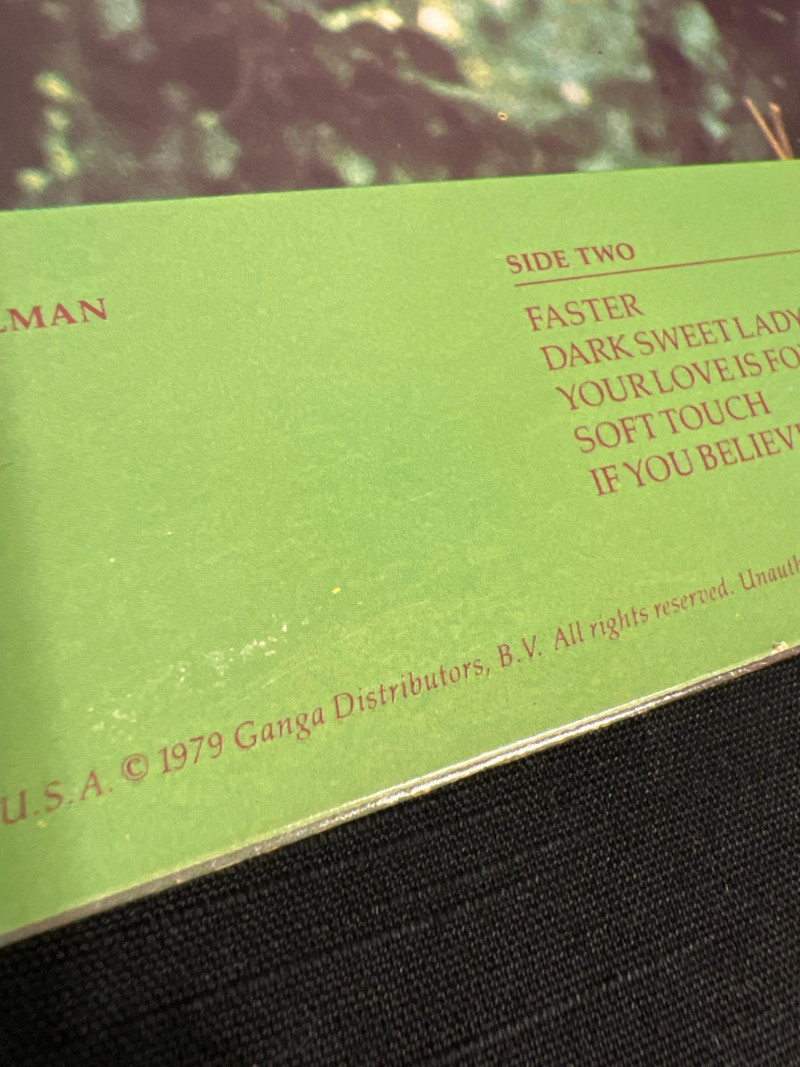 LMAN
SIDE TWO
FASTER
DARK SWEET LADY
YOUR LOVE IS FO
SOFT TOUCH
IF YOU BELIEV
U.S.A. © 1979 Ganga Distributors, B.V. All rights reserved. Unauth